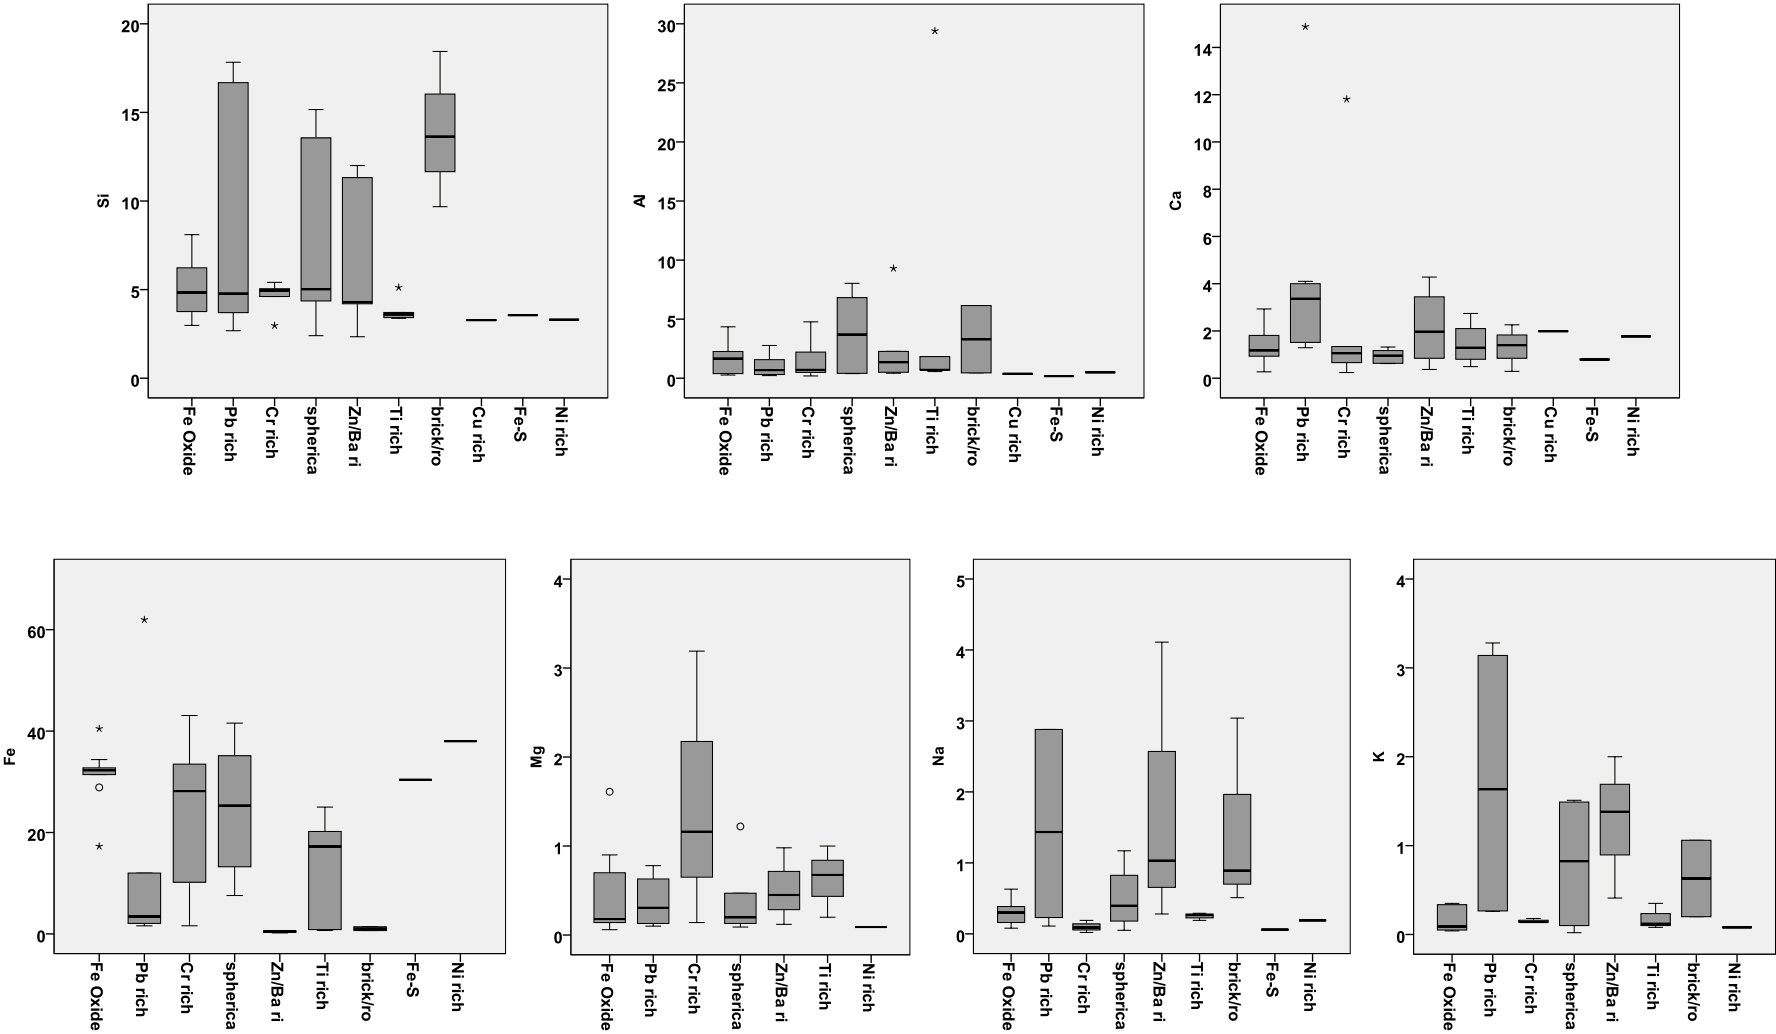 Si
20
15
10
5
0
Fe Oxide
Pb rich
Cr rich
spherica
Zn/Ba ri
Ti rich
brick/ro
Cu rich
Fe-S
Ni rich
Al
30
25
20
15
10
5
0
Fe Oxide
Pb rich
Cr rich
spherica
Zn/Ba ri
Ti rich
brick/ro
Cu rich
Fe-S
Ni rich
Ca
14
12
10
8
6
4
2
0
Fe Oxide
Pb rich
Cr rich
spherica
Zn/Ba ri
Ti rich
brick/ro
Cu rich
Fe-S
Ni rich
Fe
60
40
20
0
Fe Oxide
Pb rich
Cr rich
spherica
Zn/Ba ri
Ti rich
brick/ro
Fe-S
Ni rich
Mg
4
3
2
1
0
Fe Oxide
Pb rich
Cr rich
spherica
Zn/Ba ri
Ti rich
Ni rich
Na
5
4
3
2
1
0
Fe Oxide
Pb rich
Cr rich
spherica
Zn/Ba ri
Ti rich
brick/ro
Fe-S
Ni rich
K
4
3
2
1
0
Fe Oxide
Pb rich
Cr rich
spherica
Zn/Ba ri
Ti rich
brick/ro
Ni rich